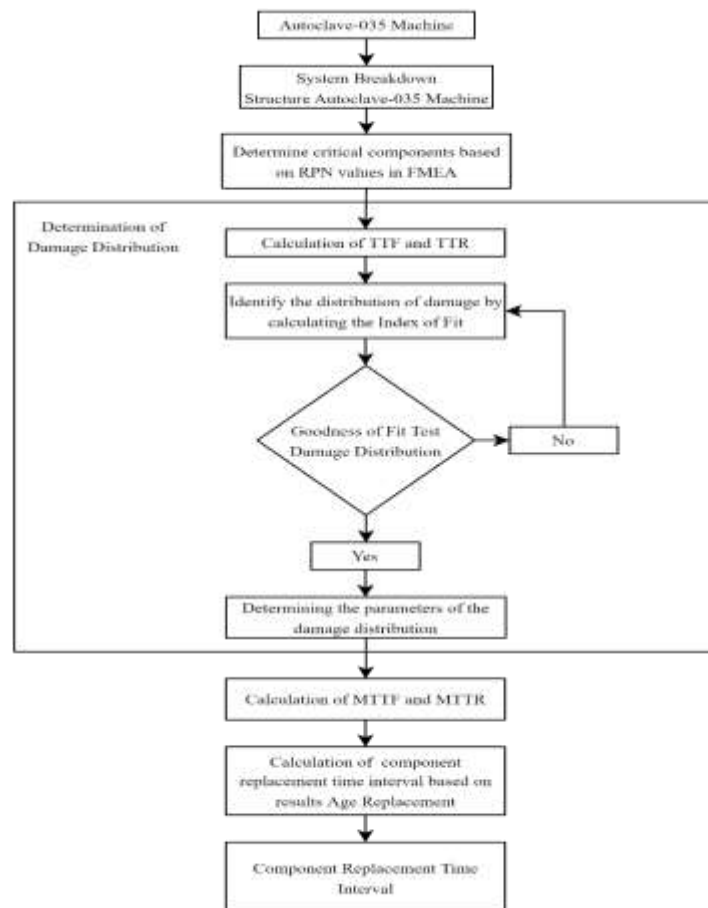 Autoclave-035 Machine
System Breakdown
Structure Autoclave-035 Machine
Determine critical components based
on RPN values in FMEA
Determination of
Damage Distribution
Calculation of TTF and TTR
Identify the distribution of damage by
calculating the Index of Fit
Goodness of Fit Test
Damage Distribution
No
Yes
Determining the parameters of the
damage distribution
Calculation of MTTF and MTTR
Calculation of component
replacement time interval based on
results Age Replacement
Component Replacement Time
Interval